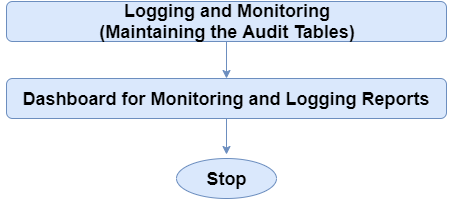 Logging and Monitoring
(Maintaining the Audit Tables)
Dashboard for Monitoring and Logging Reports
Stop